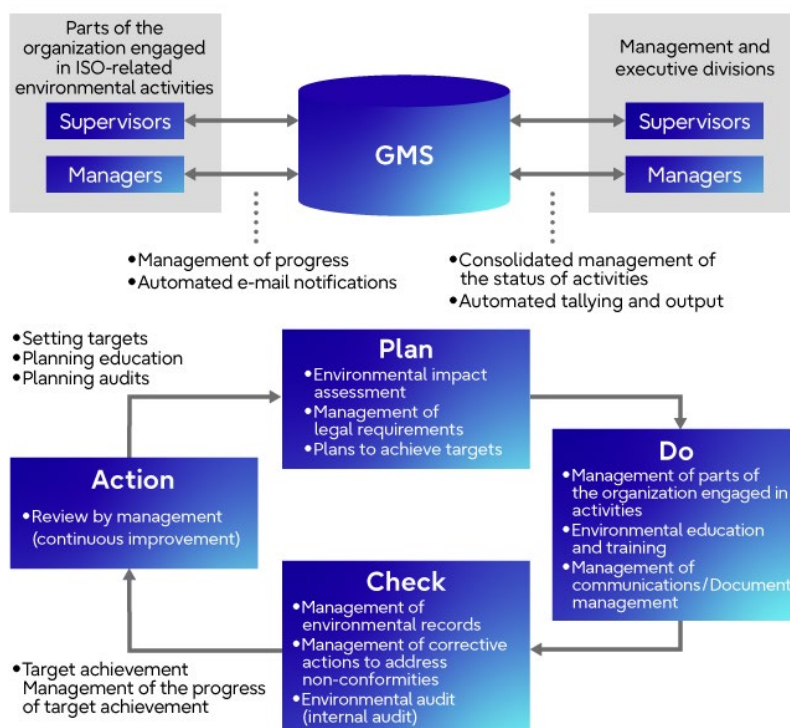 Parts of the
organization engaged
in ISO-related
environmental activities
Supervisors
Managers
GMS
Management and
executive divisions
Supervisors
Managers
•Management of progress
•Automated e-mail notifications
•Consolidated management of
the status of activities
•Automated tallying and output
•Setting targets
•Planning education
•Planning audits
Plan
•Environmental impact
assessment
•Management of
legal requirements
•Plans to achieve targets
Do
•Management of parts of
the organization engaged in
activities
•Environmental education
and training
•Management of
communications/Document
management
Check
•Management of
environmental records
•Management of corrective
actions to address
non-conformities
•Environmental audit
(internal audit)
Action
•Review by management
(continuous improvement)
•Target achievement
Management of the progress
of target achievement